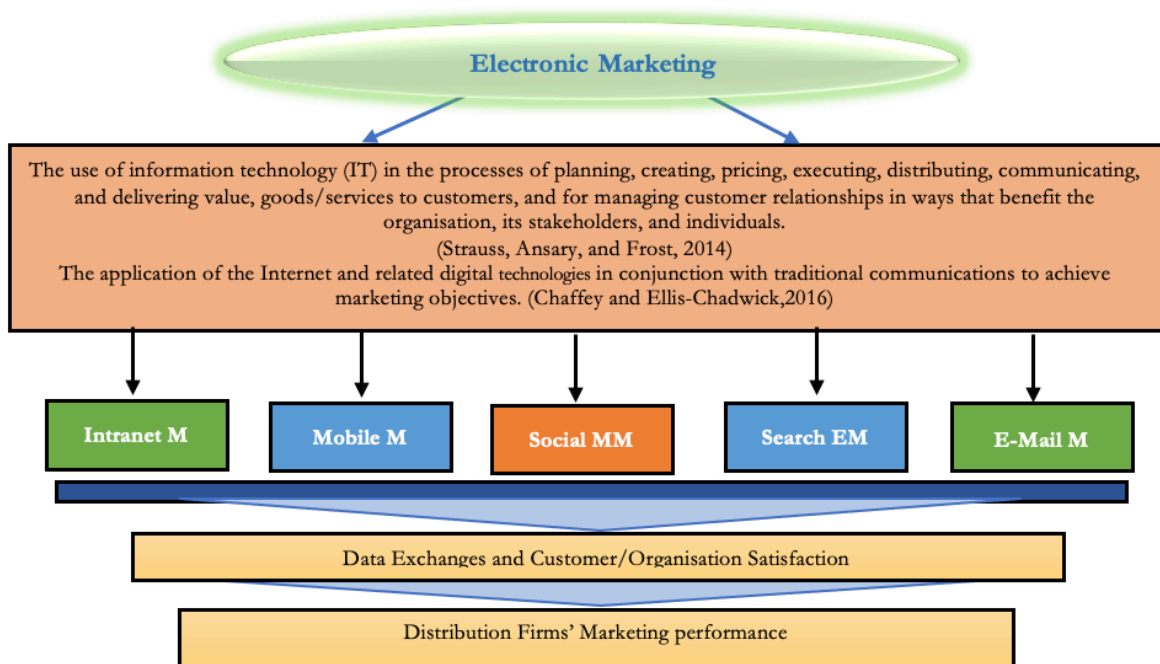 Electronic Marketing
The use of information technology (IT) in the processes of planning, creating, pricing, executing, distributing, communicating,
and delivering value, goods/services to customers, and for managing customer relationships in ways that benefit the
organisation, its stakeholders, and individuals.
(Strauss, Ansary, and Frost, 2014)
The application of the Internet and related digital technologies in conjunction with traditional communications to achieve
marketing objectives. (Chaffey and Ellis-Chadwick,2016)
Intranet M
Mobile M
Social MM
Search EM
E-Mail M
Data Exchanges and Customer/Organisation Satisfaction
Distribution Firms' Marketing performance